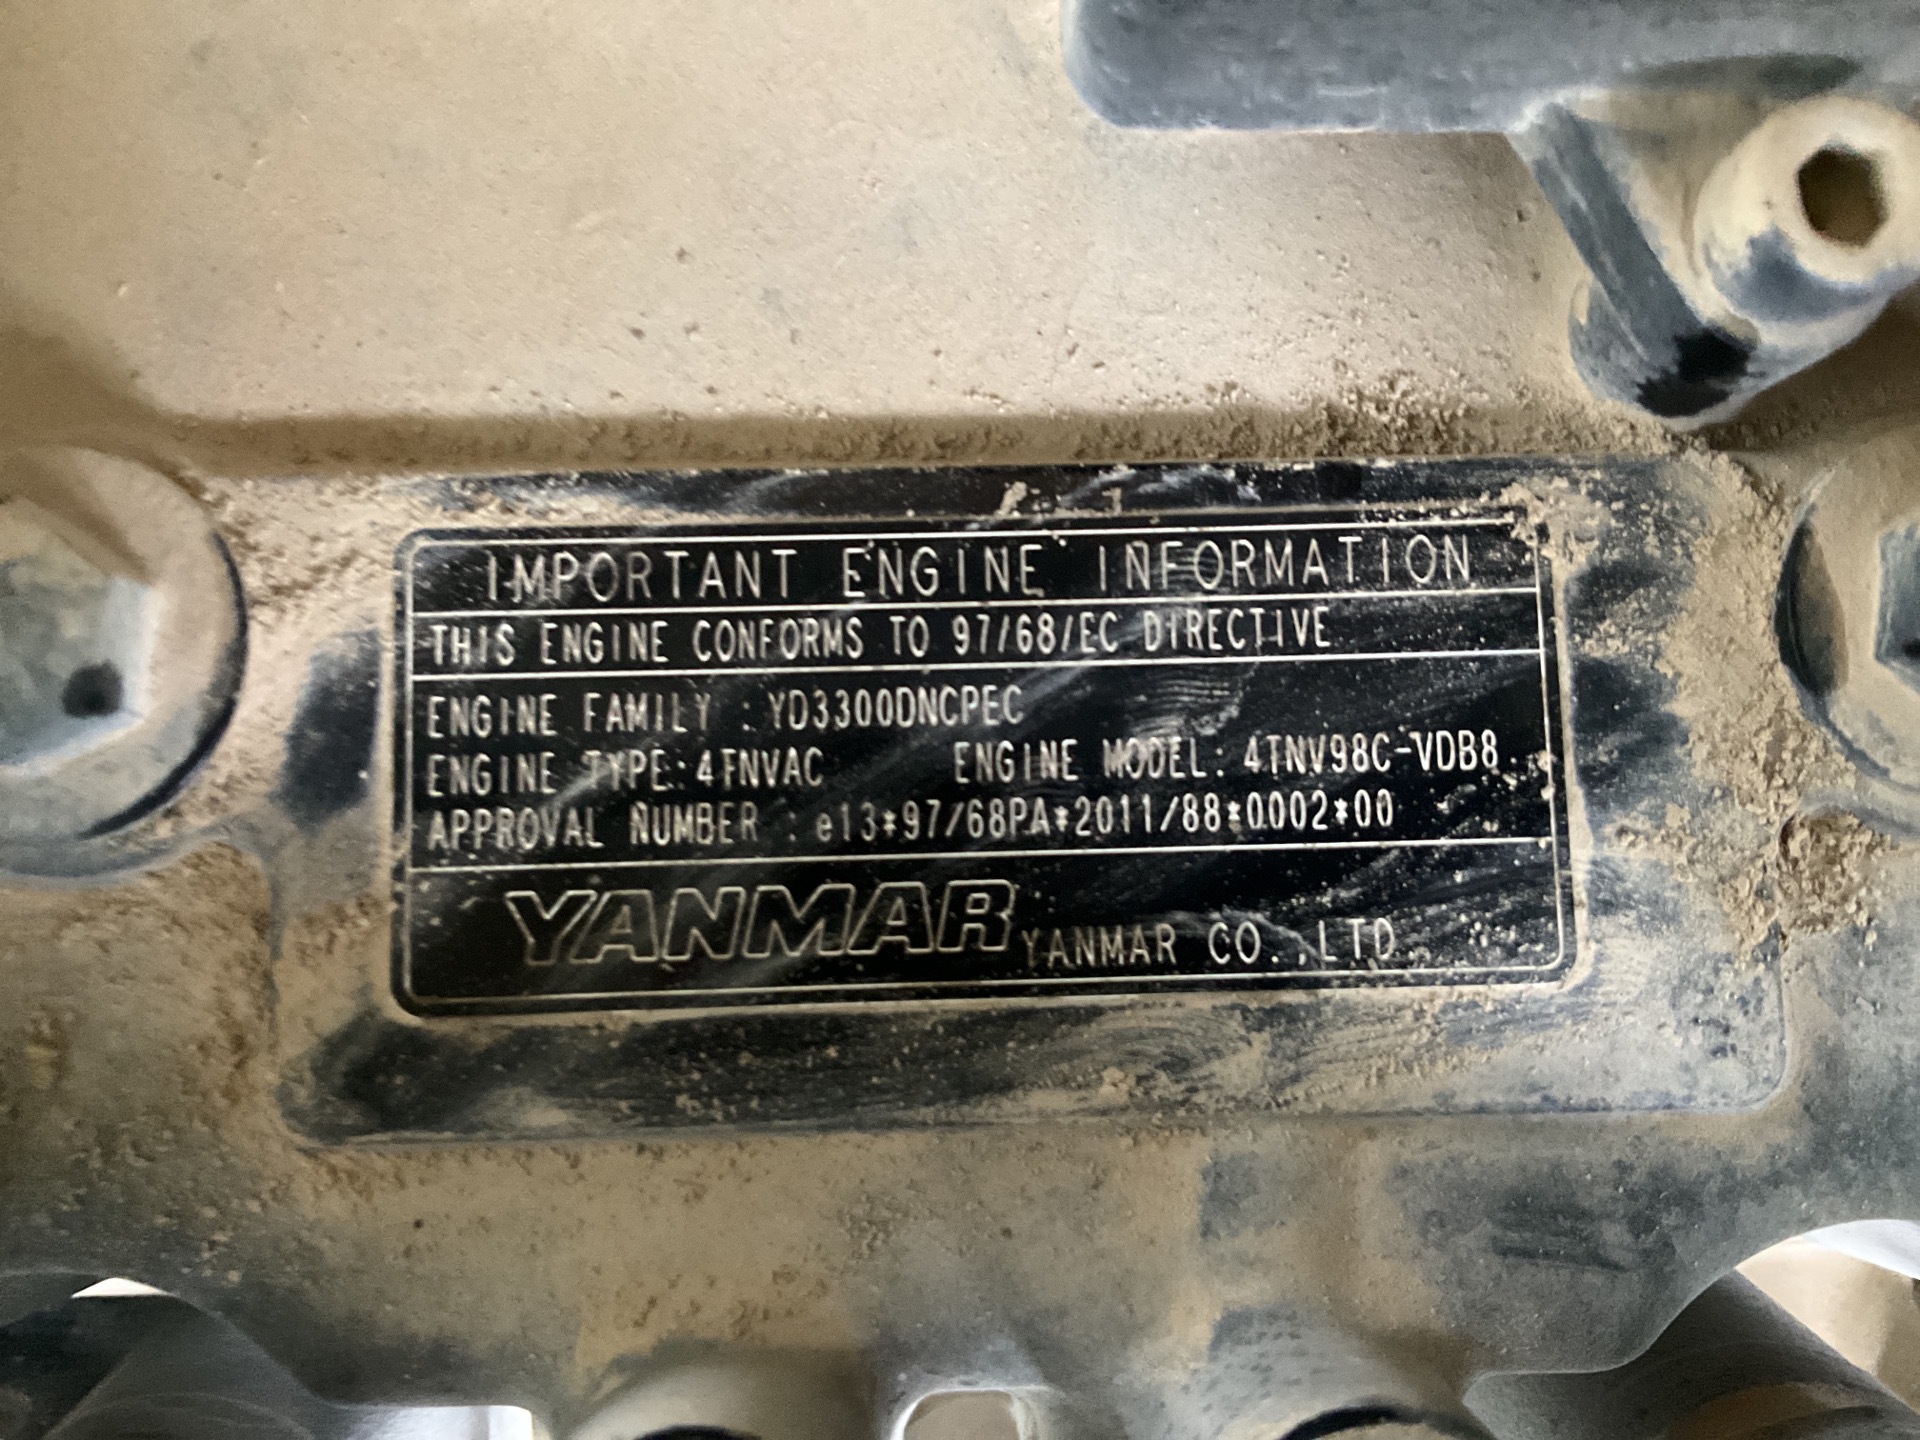 IMPORTANT ENGINE INFORMATION
THIS ENGINE CONFORMS TO 97/68/EC DIRECTIVE
ENGINE FAMILY : YD3300DNCPEC
ENGINE TYPE: 4FNVAC ENGINE MODEL: 4TNV98C-VDB8
APPROVAL NUMBER : e13*97/68PA*2011/88*0002*00
YANMAR YANMAR CO.,LTD.